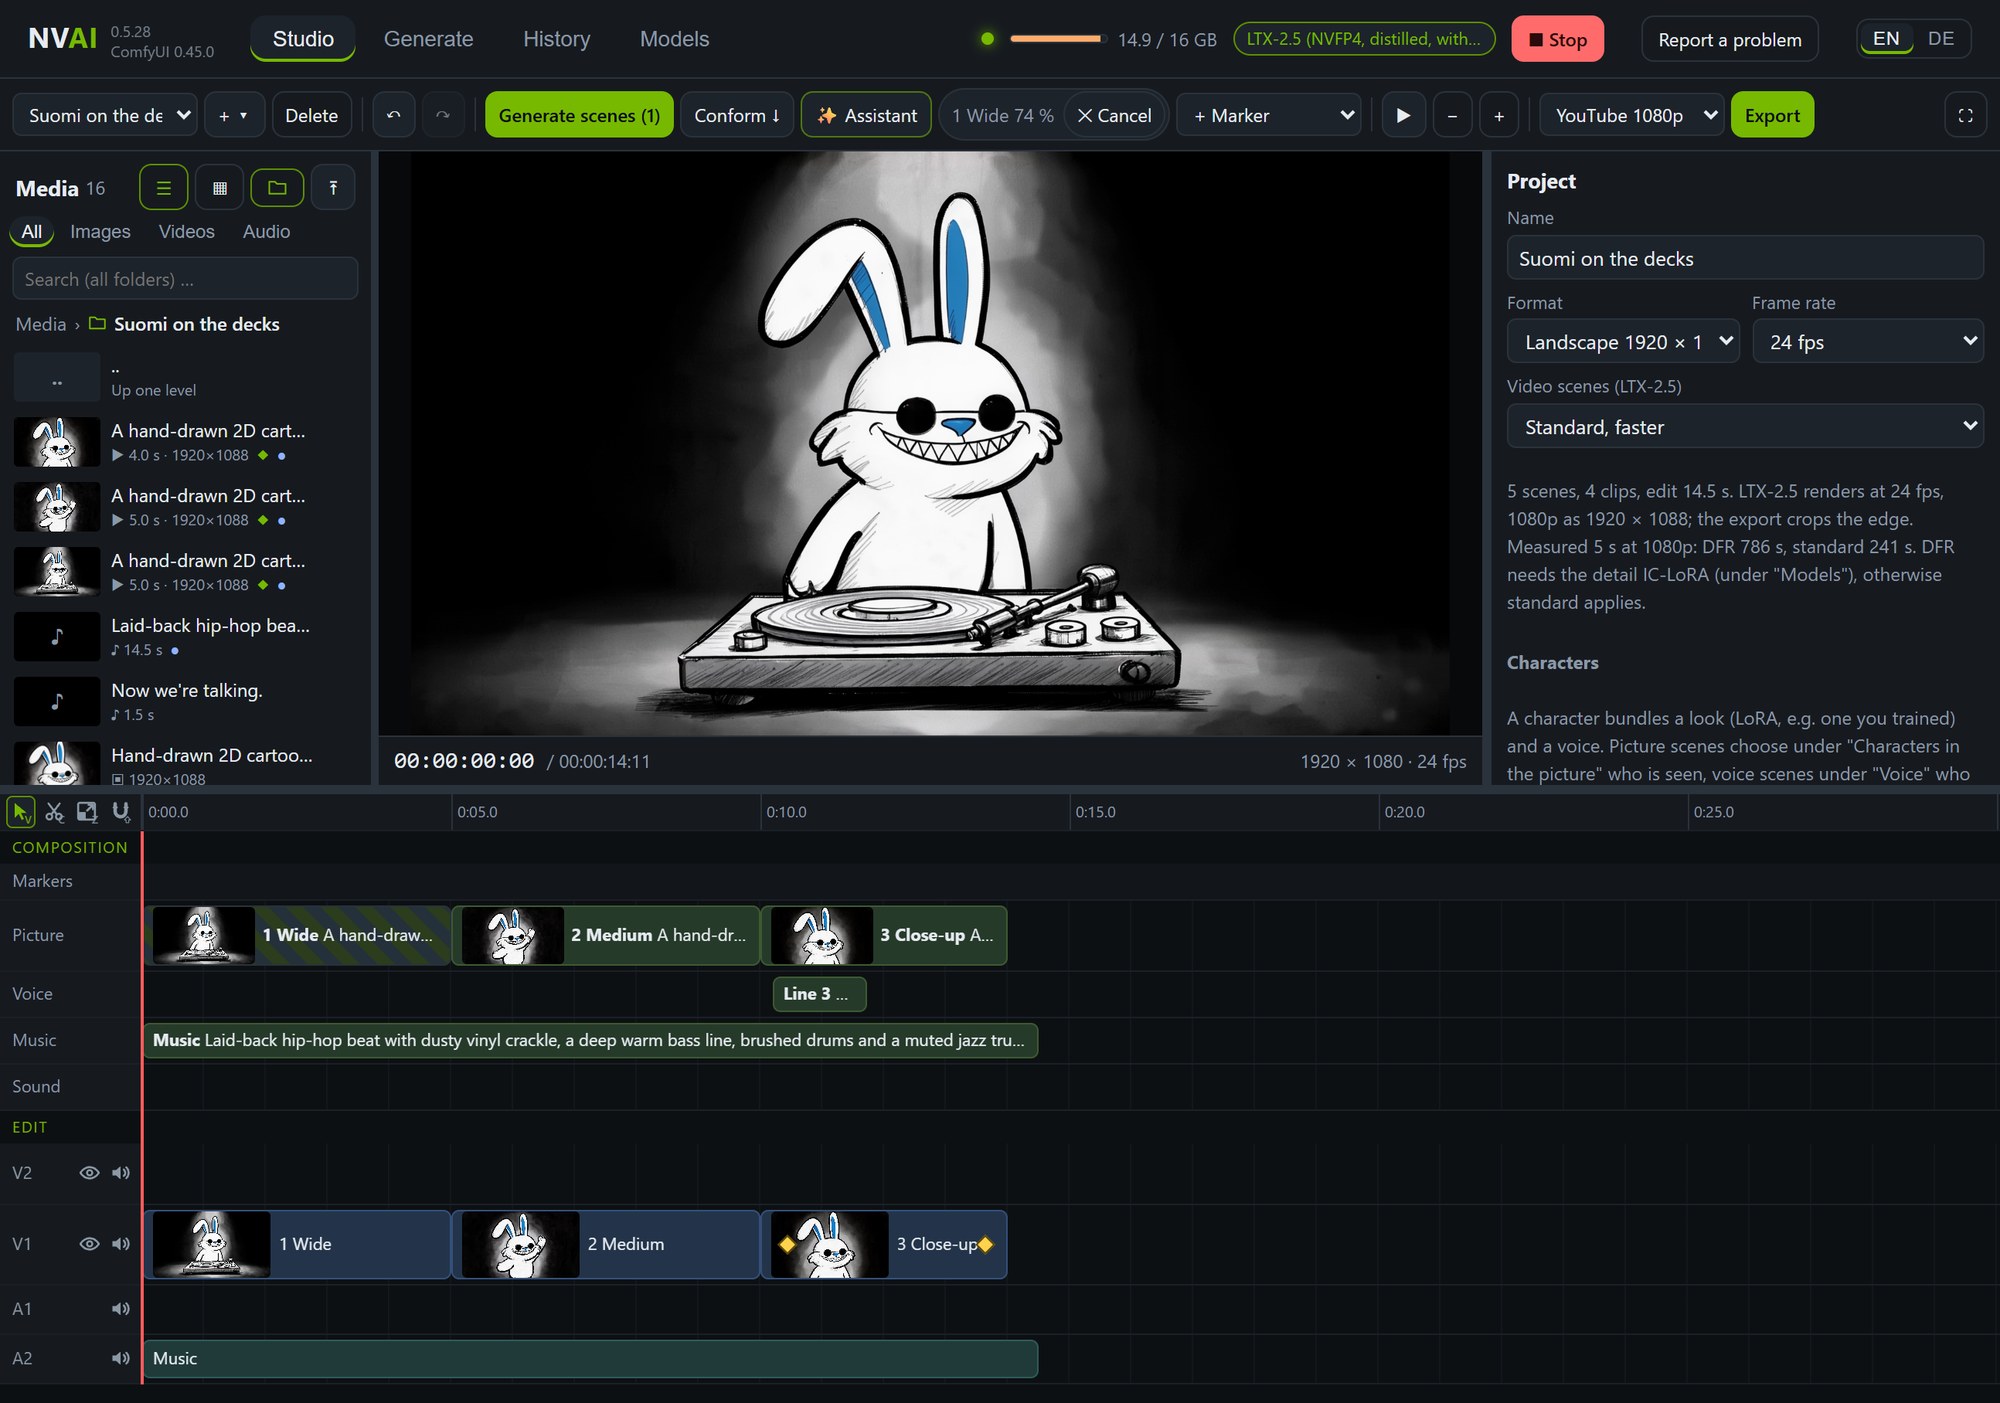 NVAI
0.5.28
ComfyUI 0.45.0
Studio
Generate
History
Models
14.9 / 16 GB
LTX-2.5 (NVFP4, distilled, with...
Stop
Report a problem
EN
DE
Suomi on the de
+
Delete
Generate scenes (1)
Conform ↓
Assistant
1 Wide 74 %
Cancel
+ Marker
−
+
YouTube 1080p
Export
Media 16
All
Images
Videos
Audio
Search (all folders) ...
Media › Suomi on the decks
..
..
Up one level
A hand-drawn 2D cart...
4.0 s · 1920×1088
A hand-drawn 2D cart...
5.0 s · 1920×1088
A hand-drawn 2D cart...
5.0 s · 1920×1088
Laid-back hip-hop bea...
14.5 s
Now we're talking.
1.5 s
Hand-drawn 2D cartoo...
1920×1088
00:00:00:00 / 00:00:14:11
1920 × 1080 · 24 fps
Project
Name
Suomi on the decks
Format
Frame rate
Landscape 1920 × 1
24 fps
Video scenes (LTX-2.5)
Standard, faster
5 scenes, 4 clips, edit 14.5 s. LTX-2.5 renders at 24 fps,
1080p as 1920 × 1088; the export crops the edge.
Measured 5 s at 1080p: DFR 786 s, standard 241 s. DFR
needs the detail IC-LoRA (under "Models"), otherwise
standard applies.
Characters
A character bundles a look (LoRA, e.g. one you trained)
and a voice. Picture scenes choose under "Characters in
the picture" who is seen, voice scenes under "Voice" who
0:00.0
0:05.0
0:10.0
0:15.0
0:20.0
0:25.0
COMPOSITION
Markers
Picture
1 Wide A hand-draw...
2 Medium A hand-dr...
3 Close-up A...
Voice
Line 3 ...
Music
Music Laid-back hip-hop beat with dusty vinyl crackle, a deep warm bass line, brushed drums and a muted jazz tru...
Sound
EDIT
V2
V1
1 Wide
2 Medium
3 Close-up
A1
A2
Music